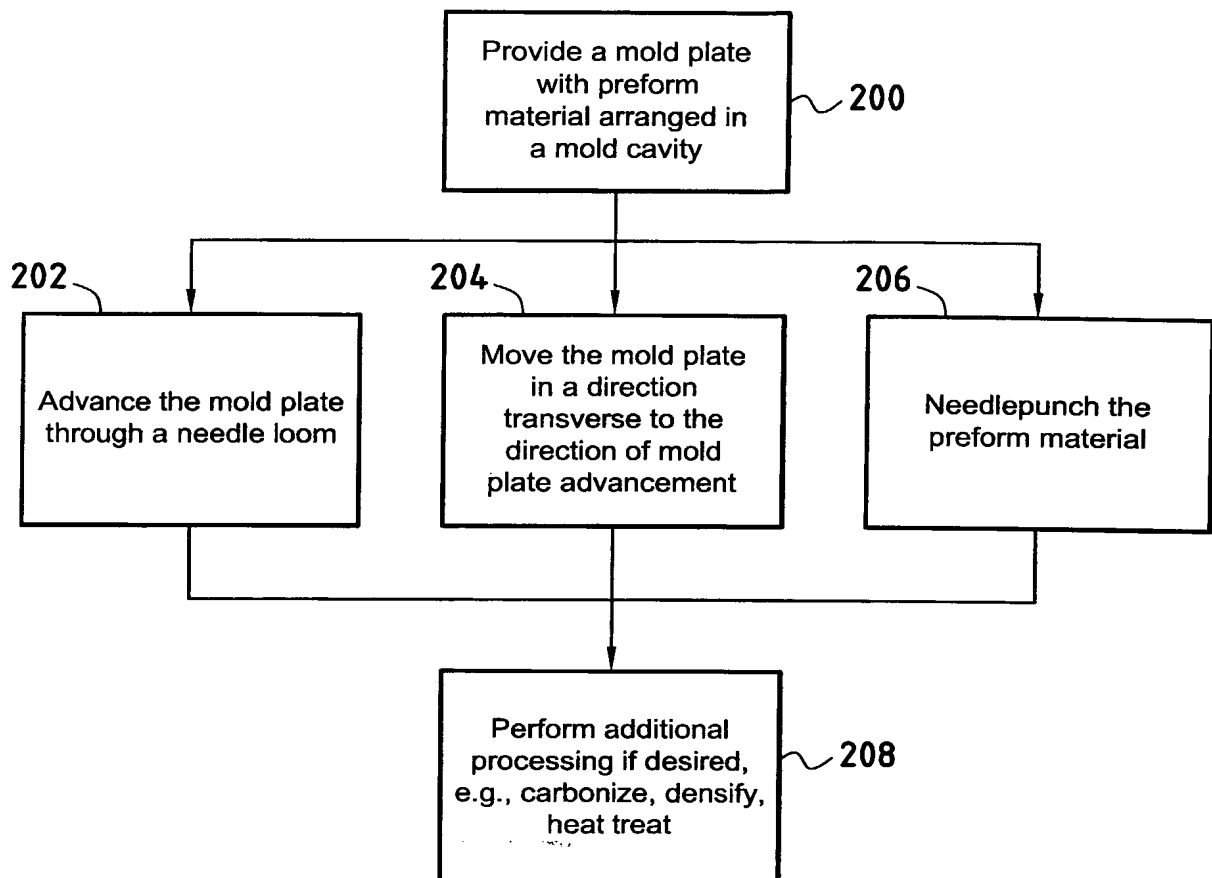 Provide a mold plate
with preform
material arranged in
a mold cavity
200
202
Advance the mold plate
through a needle loom
204
Move the mold plate
in a direction
transverse to the
direction of mold
plate advancement
206
Needlepunch the
preform material
Perform additional
processing if desired,
e.g., carbonize, densify,
heat treat
208